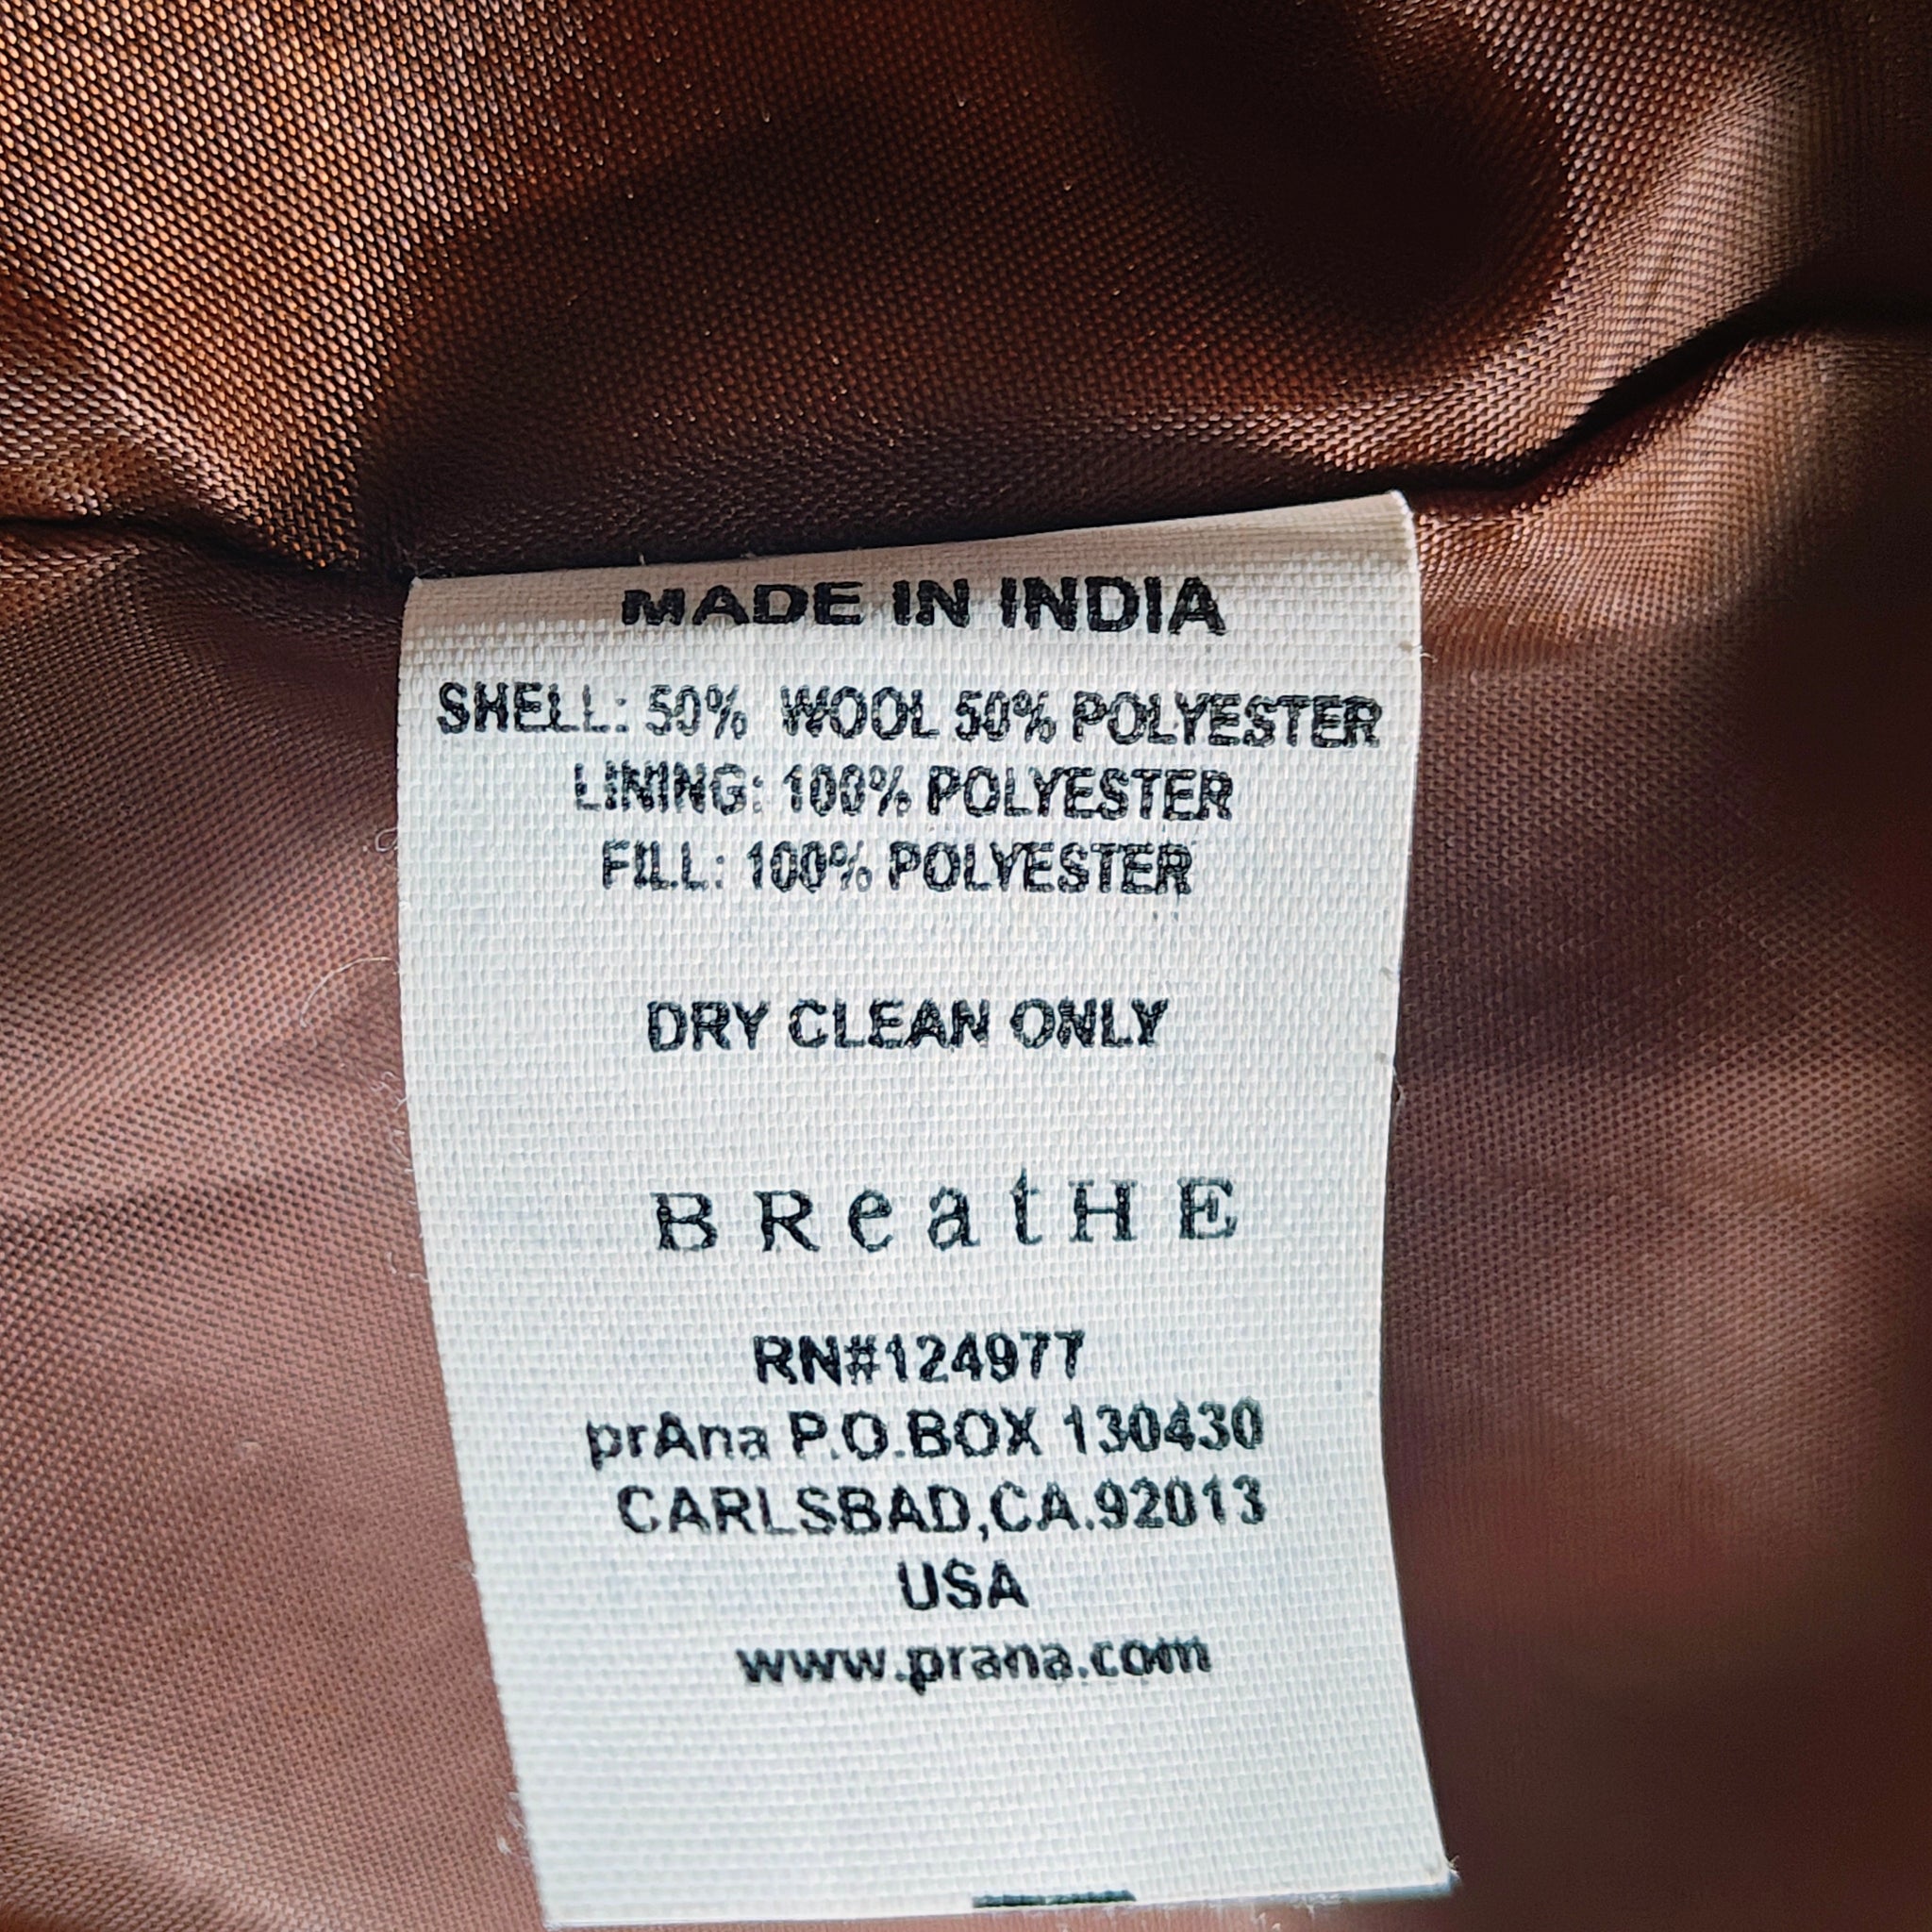 MADE IN INDIA
SHELL: 50% WOOL 50% POLYESTER
LINING: 100% POLYESTER
FILL: 100% POLYESTER
DRY CLEAN ONLY
BReatHE
RN#124977
prAna P.O.BOX 130430
CARLSBAD,CA.92013
USA
www.prana.com